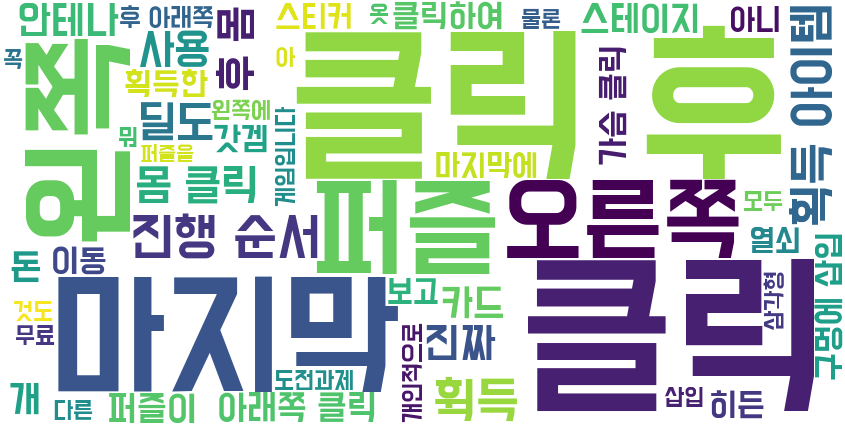 안테나
후 아래쪽
스티커
옷
클릭하여
물론
스테이지
아니
꼭
사용
몸
후
아
클릭
후
아이템
획득한
왼쪽
딜도
왼쪽에
뭐
갓겜
게임입니다
가슴 클릭
퍼즐을
마지막에
몸 클릭
획득
진행 순서
퍼즐
오른쪽
모두
열쇠
돈
이동
마지막
보고
카드
클릭
삼각형
구멍에 삽입
것도
무료
개인적으로
진짜
도전과제
개
다른
퍼즐이
아래쪽 클릭
획득
삽입
히든